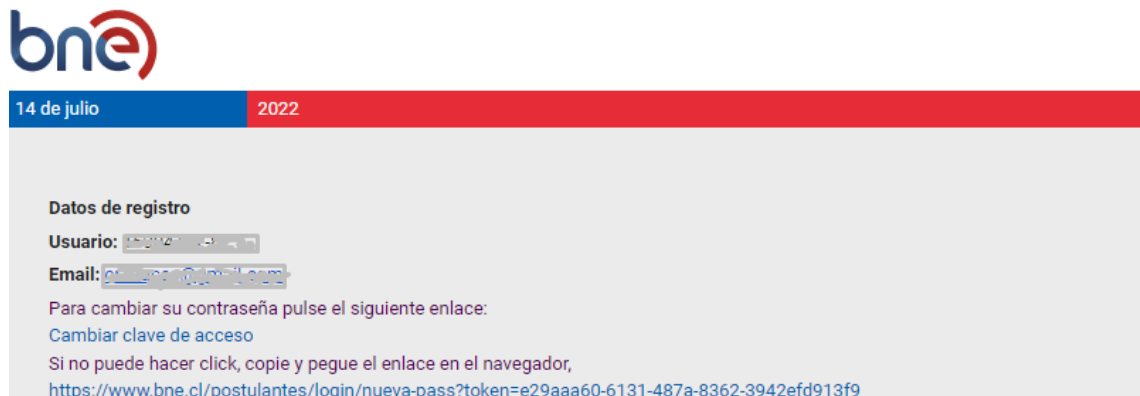 bne
14 de julio 2022
Datos de registro
Usuario:
Email:
Para cambiar su contraseña pulse el siguiente enlace:
Cambiar clave de acceso
Si no puede hacer click, copie y pegue el enlace en el navegador,
https://www.bne.cl/postulantes/login/nueva-pass?token=e29aaa60-6131-487a-8362-3942efd913f9